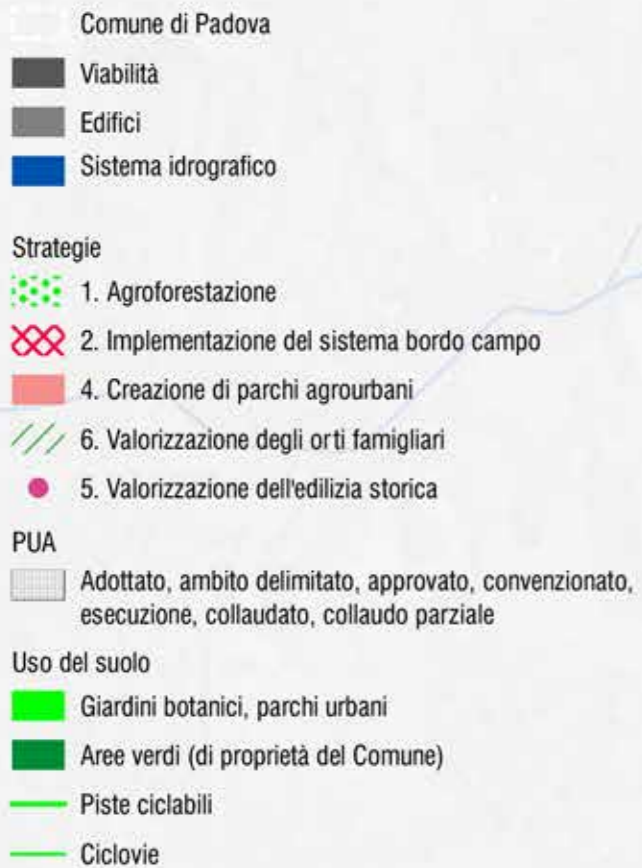 Comune di Padova
Viabilità
Edifici
Sistema idrografico
Strategie
1. Agroforestazione
2. Implementazione del sistema bordo campo
4. Creazione di parchi agrourbani
6. Valorizzazione degli orti famigliari
5. Valorizzazione dell'edilizia storica
PUA
Adottato, ambito delimitato, approvato, convenzionato,
esecuzione, collaudato, collaudo parziale
Uso del suolo
Giardini botanici, parchi urbani
Aree verdi (di proprietà del Comune)
Piste ciclabili
Ciclovie